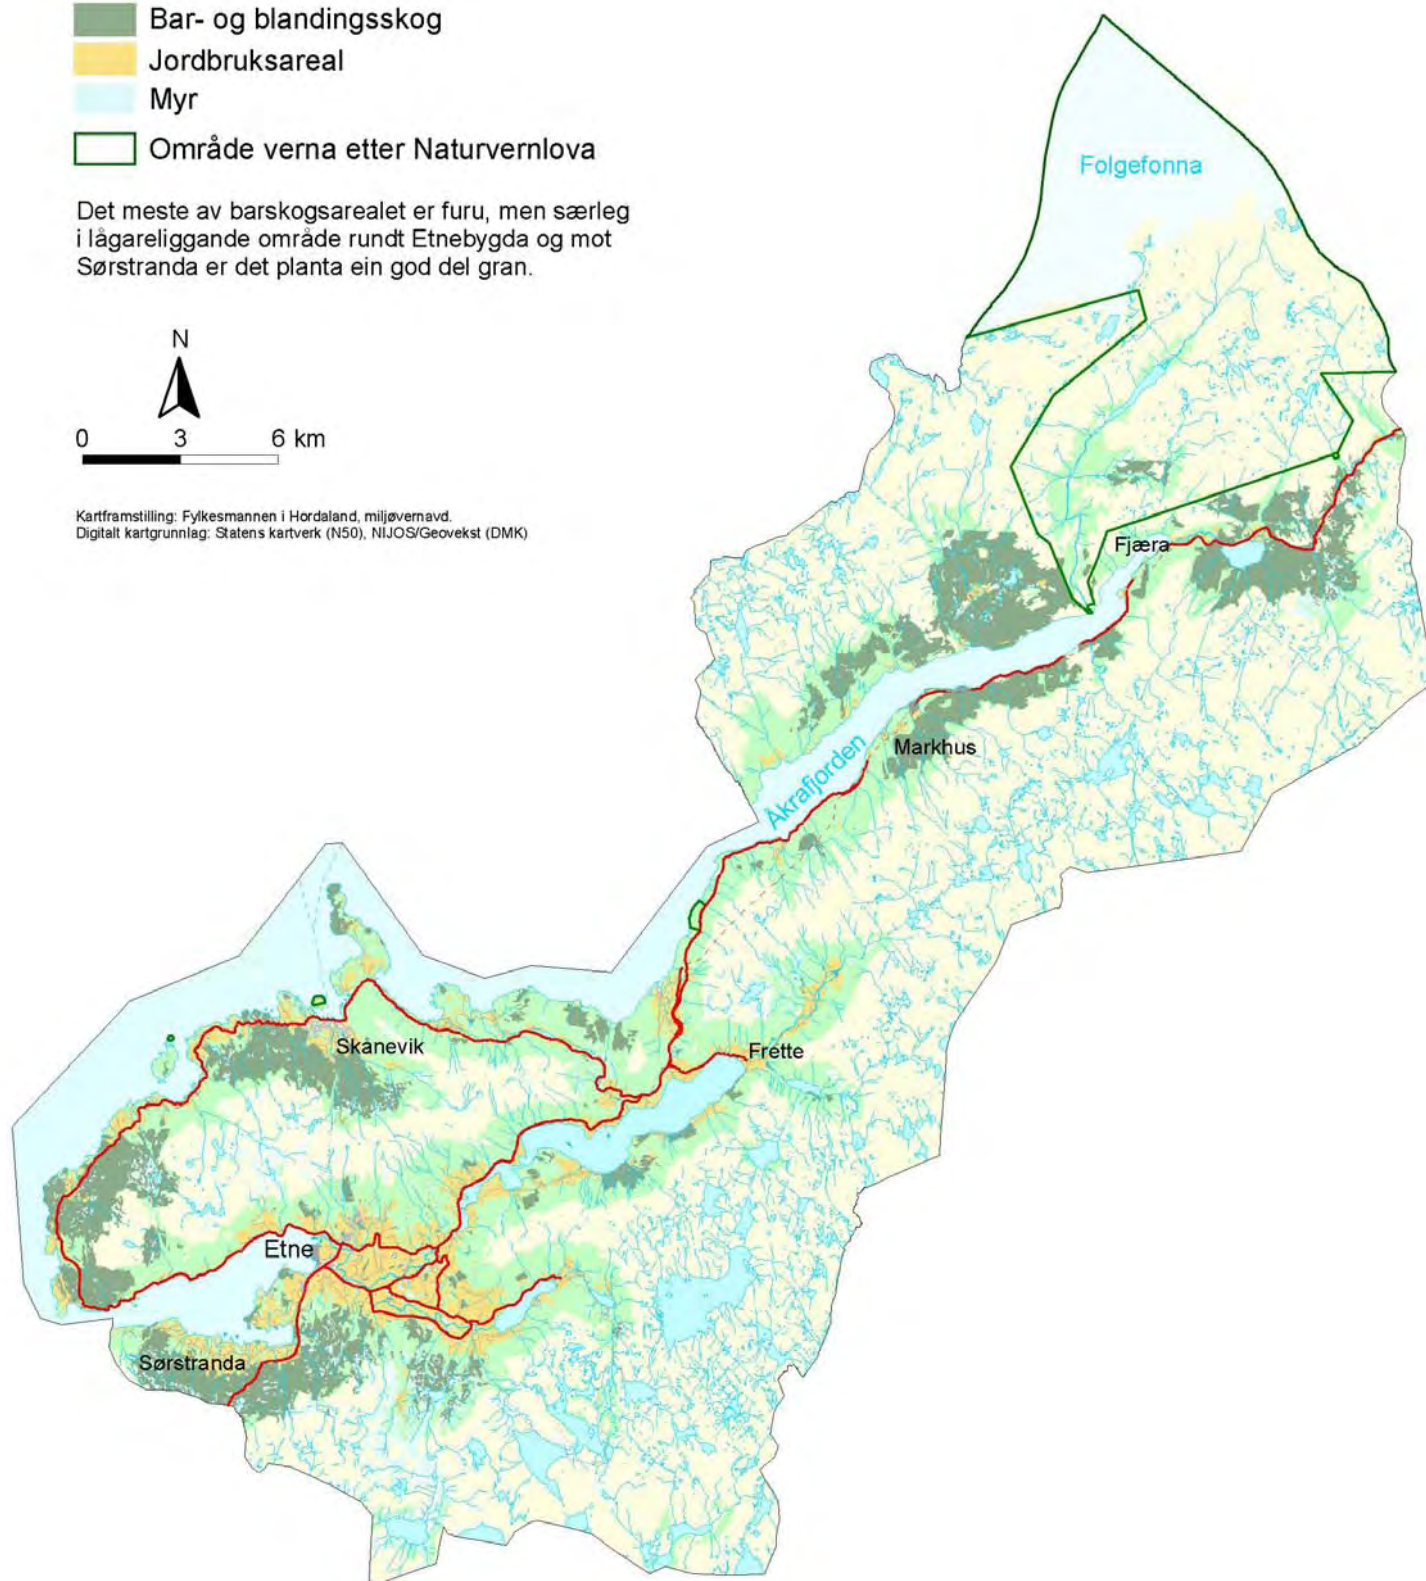 Bar- og blandingsskog
Jordbruksareal
Myr
Område verna etter Naturvernlova
Det meste av barskogsarealet er furu, men særleg
i lågareliggande område rundt Etnebygda og mot
Sørstranda er det planta ein god del gran.
N
0 3 6 km
Kartframstilling: Fylkesmannen i Hordaland, miljøvernavd.
Digitalt kartgrunnlag: Statens kartverk (N50), NIJOS/Geovekst (DMK)
Folgefonna
Fjæra
Markhus
Åkrafjorden
Skånevik
Frette
Etne
Sørstranda